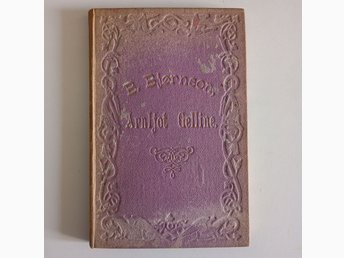 B. Bjørnson,
Arnljot Gelline.